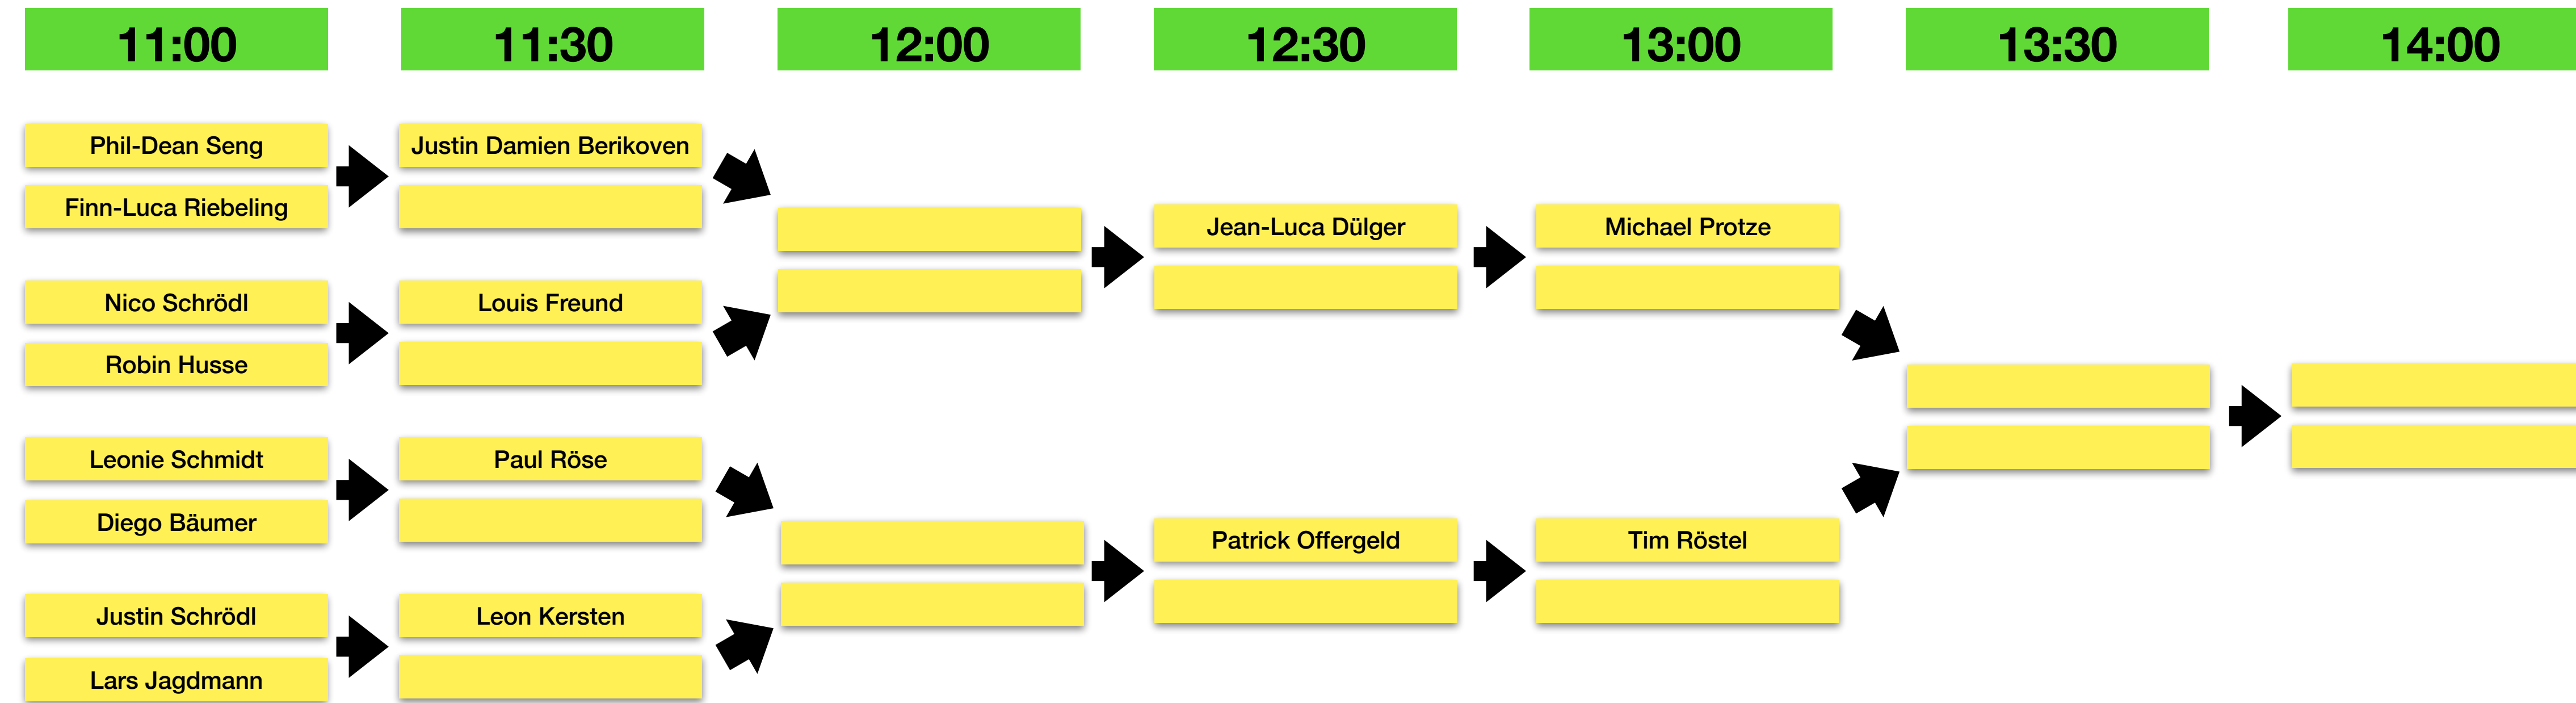 11:00
11:30
12:00
12:30
13:00
13:30
14:00
Phil-Dean Seng
Finn-Luca Riebeling
Nico Schrödl
Robin Husse
Leonie Schmidt
Diego Bäumer
Justin Schrödl
Lars Jagdmann
Justin Damien Berikoven
Louis Freund
Paul Röse
Leon Kersten
Jean-Luca Dülger
Patrick Offergeld
Michael Protze
Tim Röstel